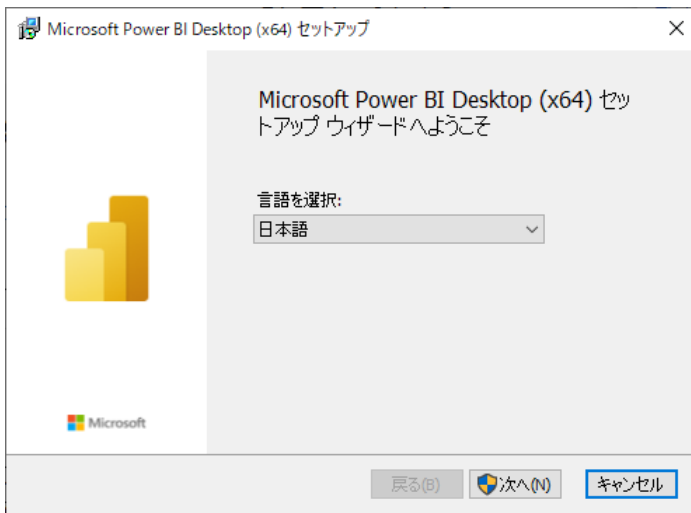 Microsoft Power BI Desktop (x64) セットアップ
Microsoft Power BI Desktop (x64) セッ
トアップ ウィザードへようこそ
言語を選択:
日本語
Microsoft
戻る(B)
次へ(N)
キャンセル